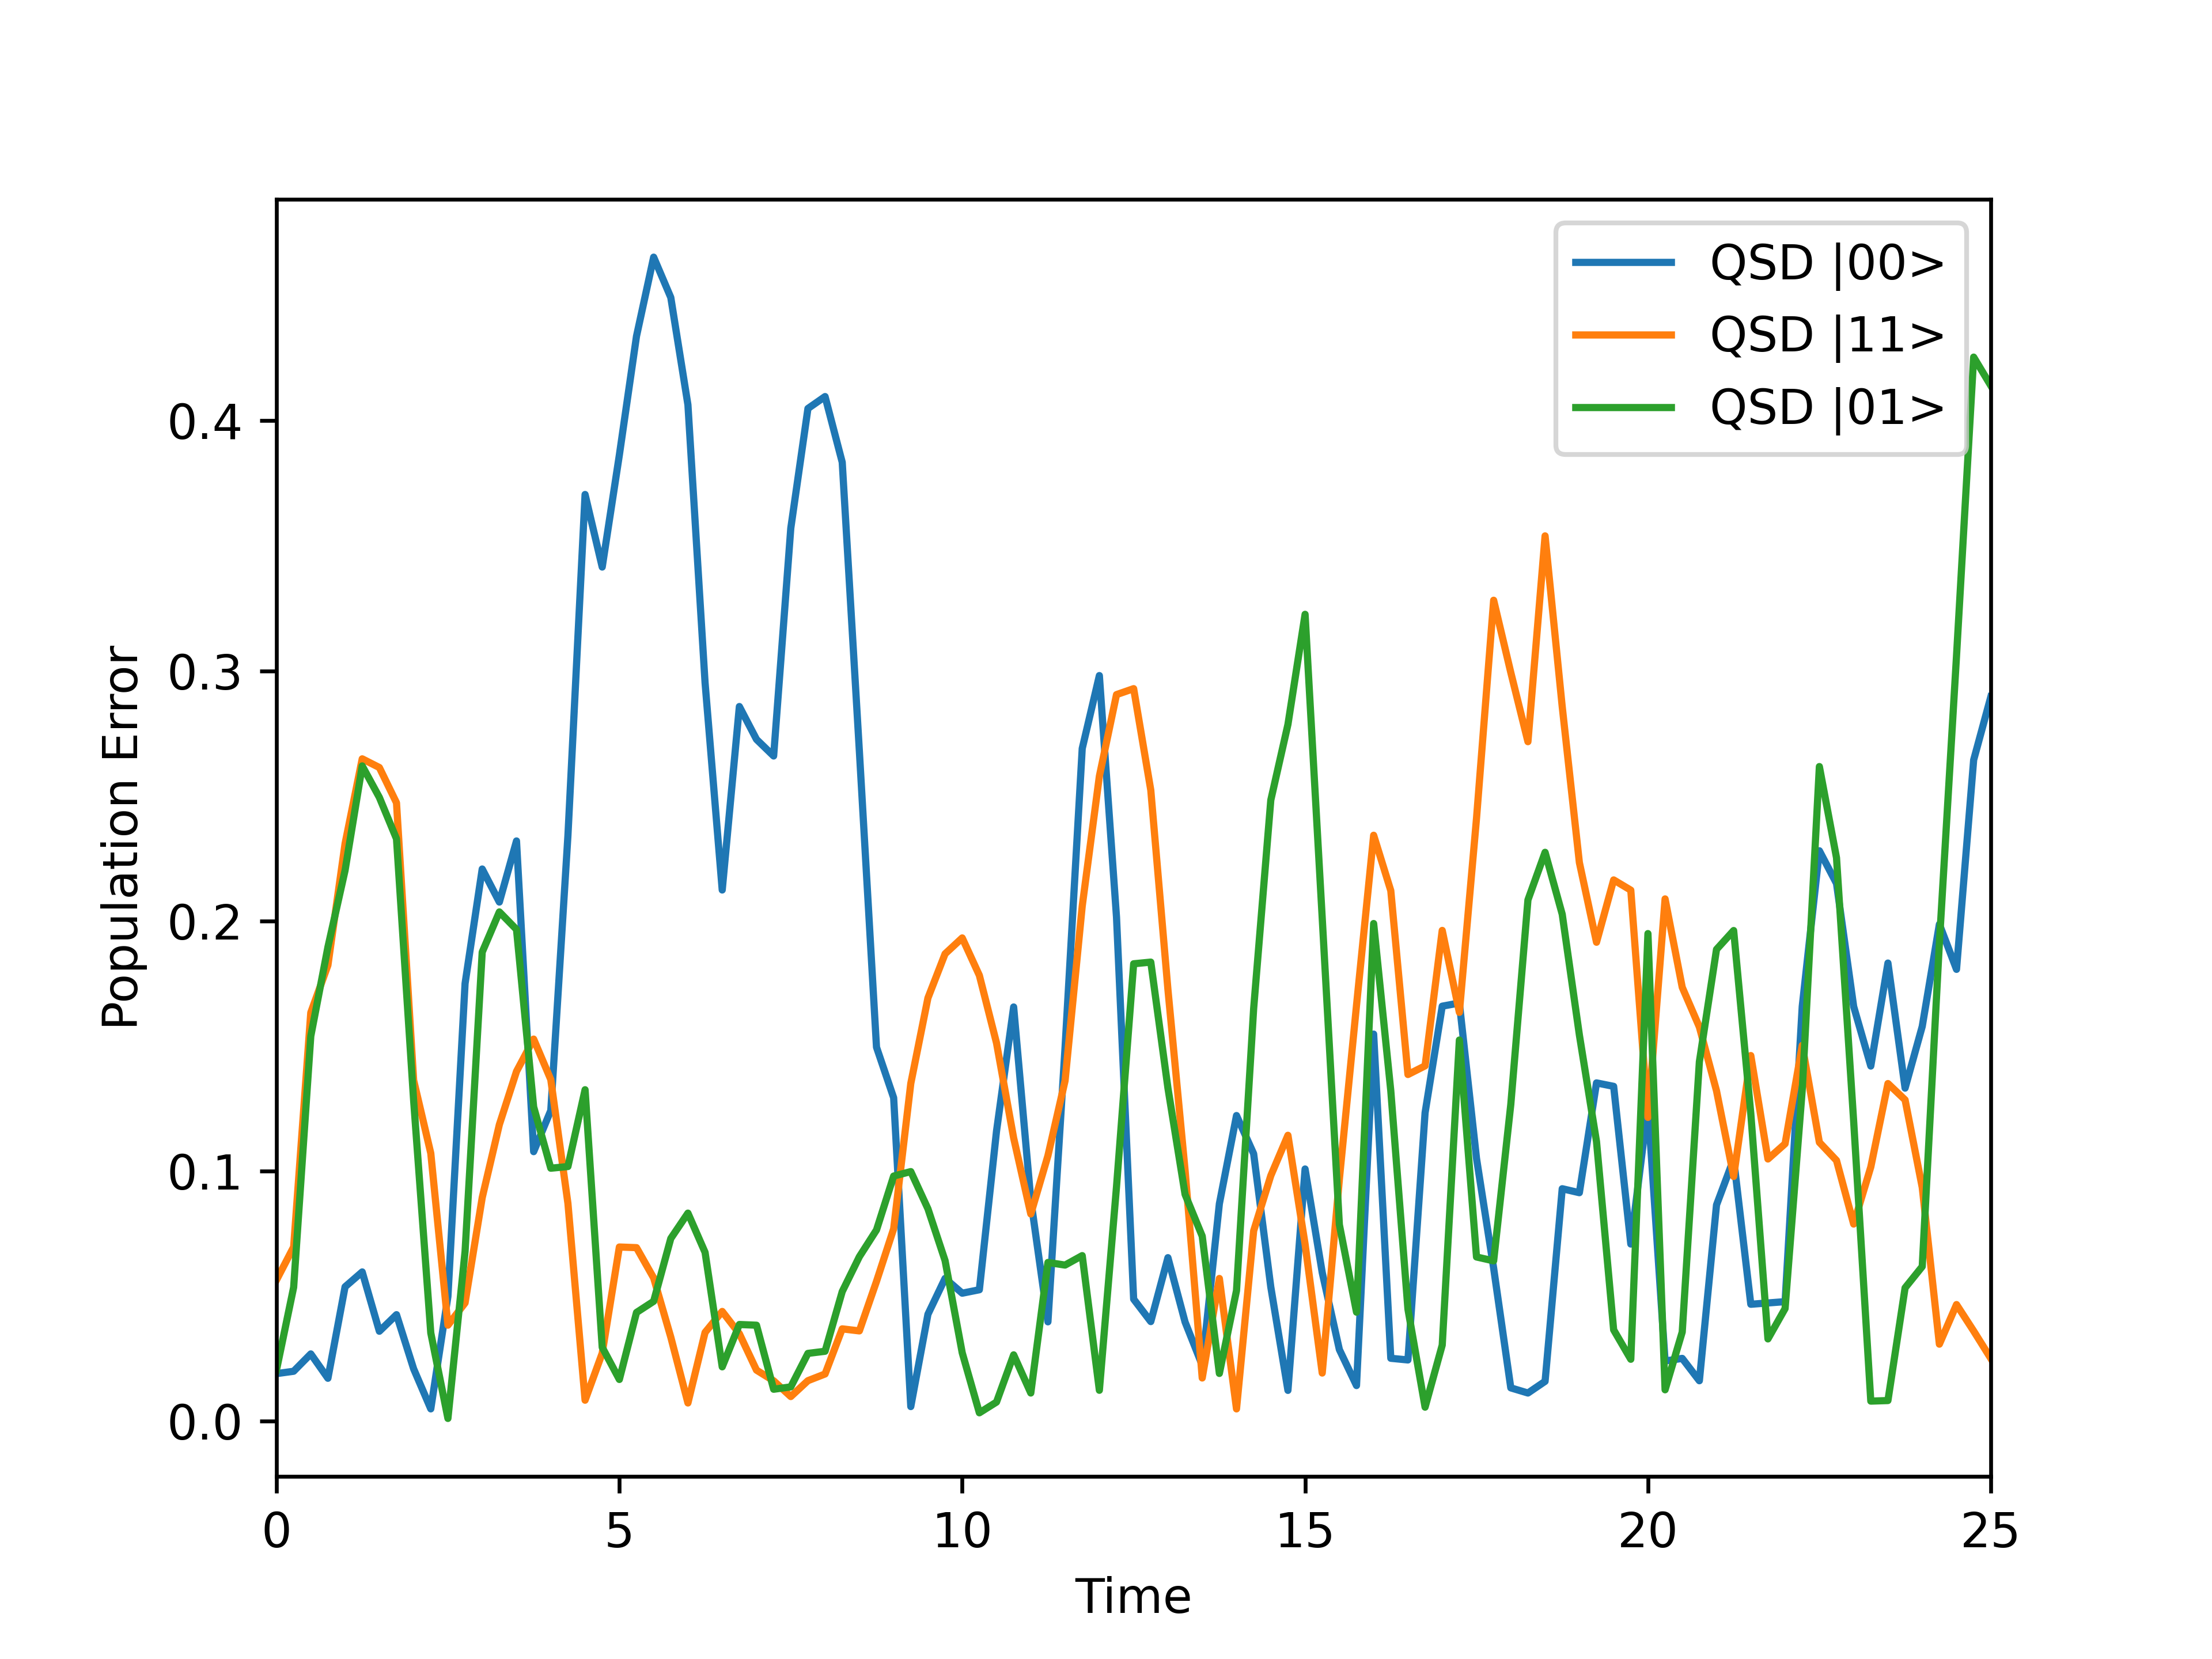 QSD |00>
QSD |11>
QSD |01>
Population Error
0.4
0.3
0.2
0.1
0.0
0 5 10 15 20 25
Time